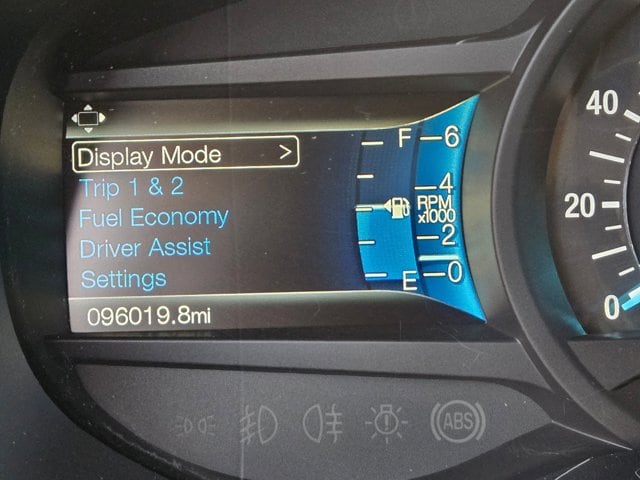 Display Mode >
Trip 1 & 2
Fuel Economy
Driver Assist
Settings
096019.8mi
F
E
6
4
RPM
x1000
2
0
40
20
0
ABS